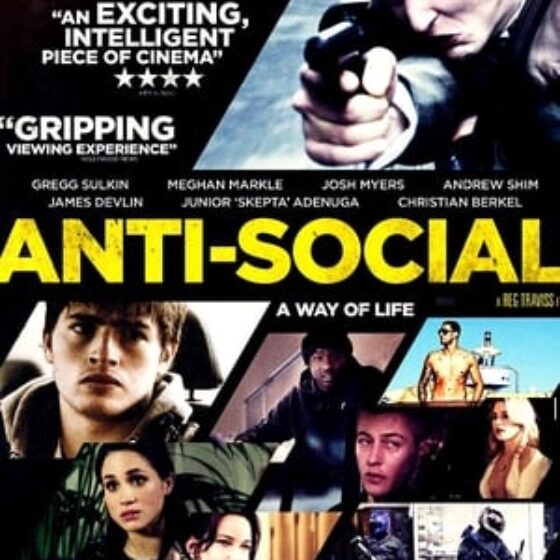 “AN EXCITING,
INTELLIGENT
PIECE OF CINEMA”
“GRIPPING
VIEWING EXPERIENCE”
GREGG SULKIN MEGHAN MARKLE JOSH MYERS ANDREW SHIM
JAMES DEVLIN JUNIOR ‘SKEPTA’ ADENUGA CHRISTIAN BERKEL
ANTI-SOCIAL
A REG TRAVISS
A WAY OF LIFE